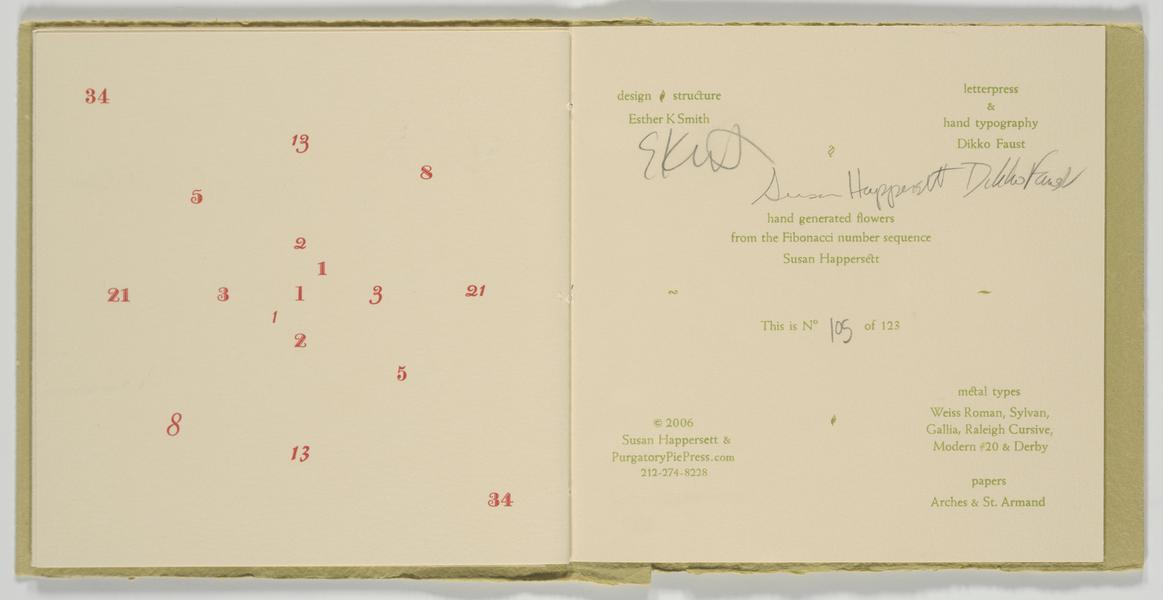 34
13
8
5
2
1
21 3 1 3 21
1
2
5
8
13
34
design structure
Esther K Smith
EKSmith
letterpress
&
hand typography
Dikko Faust
Susan Happersett Dikko Faust
hand generated flowers
from the Fibonacci number sequence
Susan Happersett
This is Nº 105 of 123
© 2006
Susan Happersett &
PurgatoryPiePress.com
212-274-8228
metal types
Weiss Roman, Sylvan,
Gallia, Raleigh Cursive,
Modern #20 & Derby
papers
Arches & St. Armand